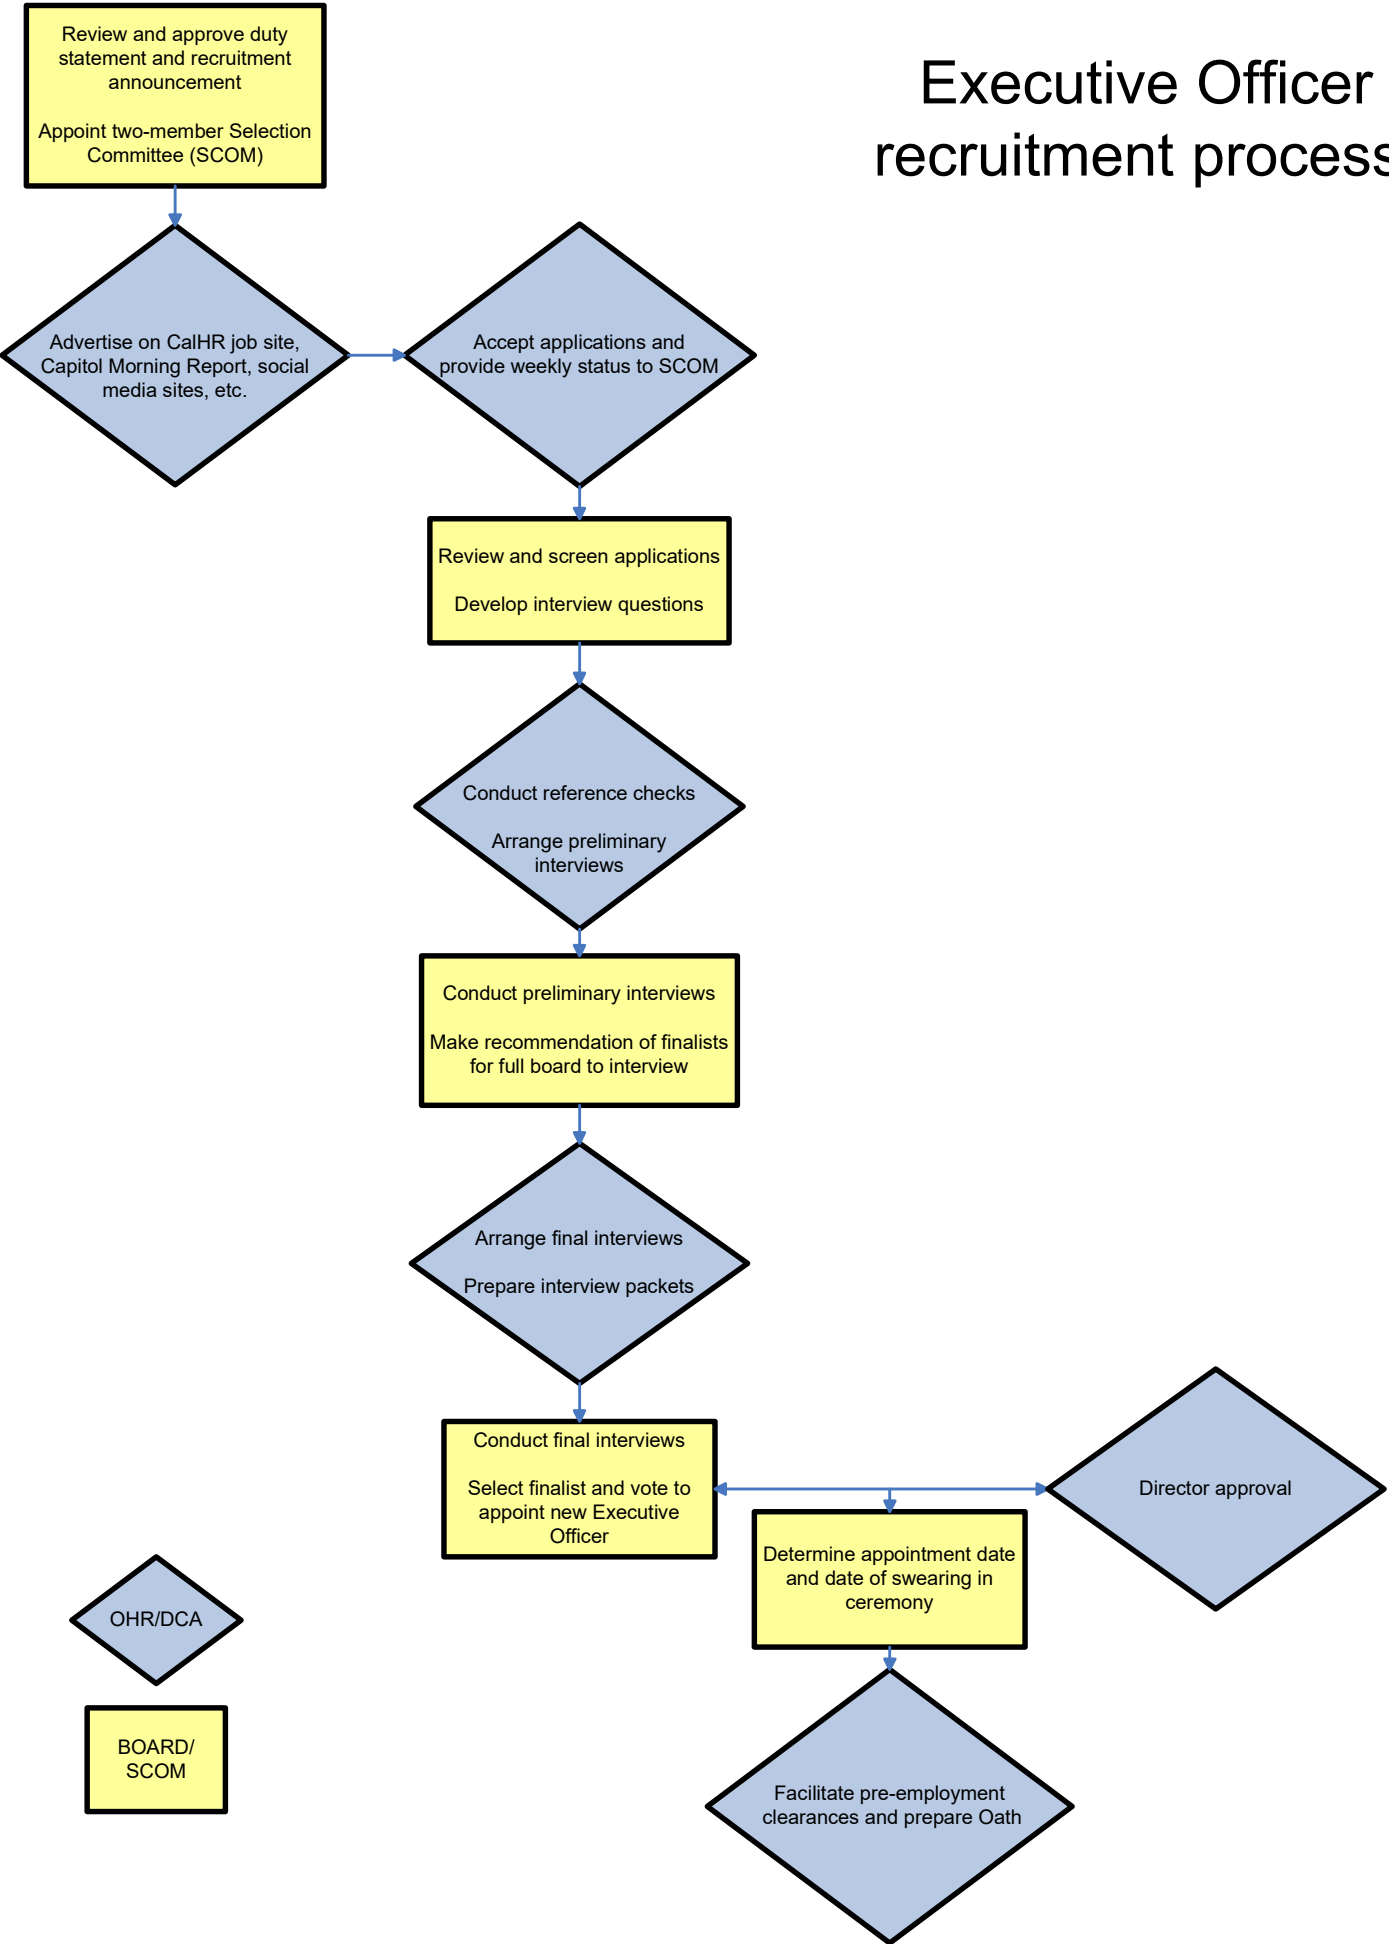 Executive Officer
recruitment process
Review and approve duty
statement and recruitment
announcement
Appoint two-member Selection
Committee (SCOM)
Advertise on CalHR job site,
Capitol Morning Report, social
media sites, etc.
Accept applications and
provide weekly status to SCOM
Review and screen applications
Develop interview questions
Conduct reference checks
Arrange preliminary
interviews
Conduct preliminary interviews
Make recommendation of finalists
for full board to interview
Arrange final interviews
Prepare interview packets
Conduct final interviews
Select finalist and vote to
appoint new Executive
Officer
Director approval
Determine appointment date
and date of swearing in
ceremony
Facilitate pre-employment
clearances and prepare Oath
OHR/DCA
BOARD/
SCOM